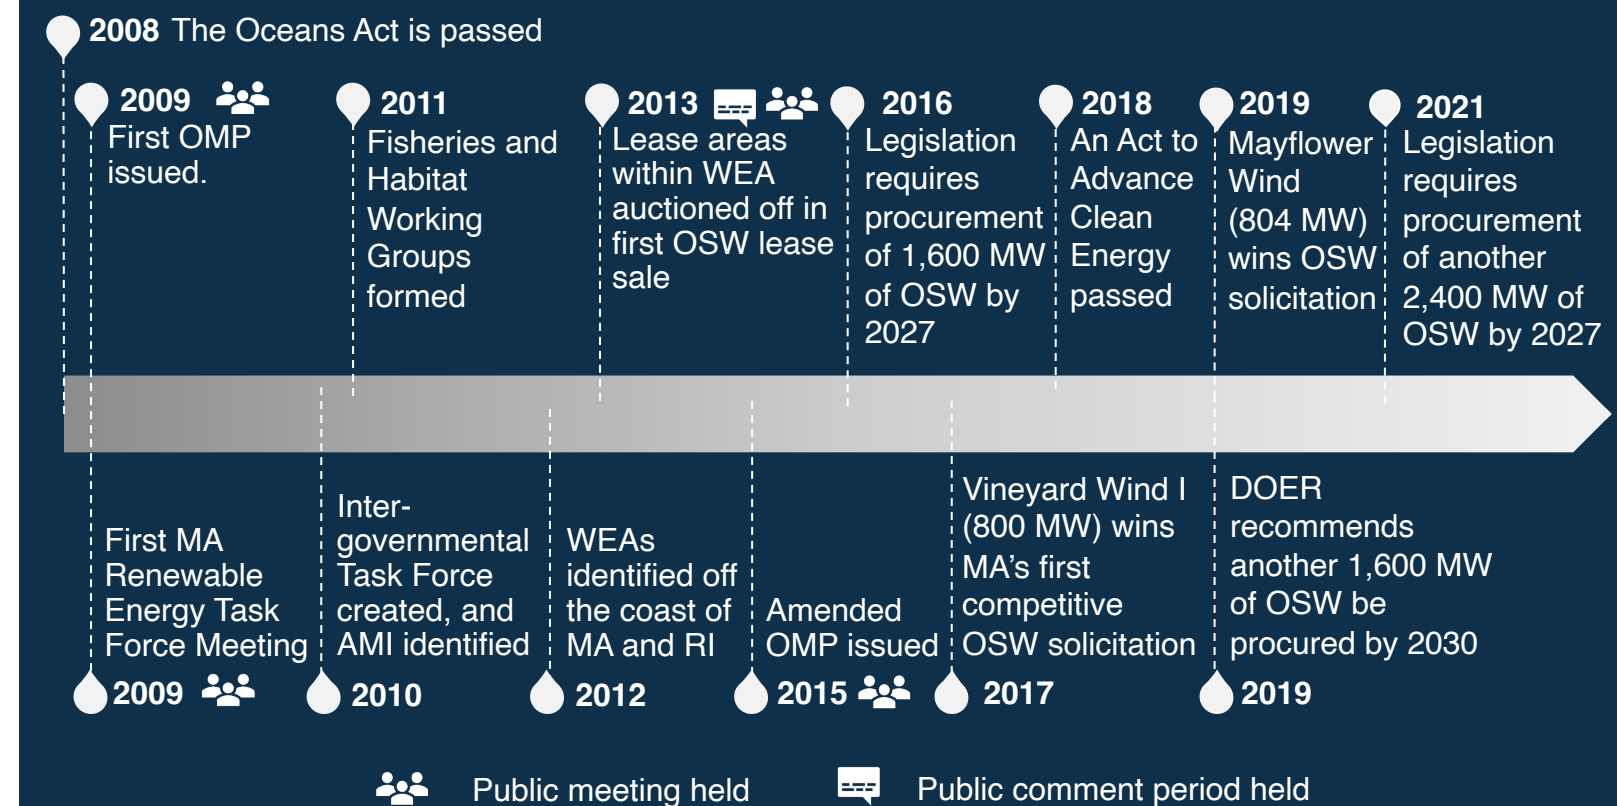 2008 The Oceans Act is passed
2009
First OMP
issued.
2011
Fisheries and
Habitat
Working
Groups
formed
2013
Lease areas
within WEA
auctioned off in
first OSW lease
sale
2016
Legislation
requires
procurement
of 1,600 MW
of OSW by
2027
2018
An Act to
Advance
Clean
Energy
passed
2019
Mayflower
Wind
(804 MW)
wins OSW
solicitation
2021
Legislation
requires
procurement
of another
2,400 MW of
OSW by 2027
First MA
Renewable
Energy Task
Force Meeting
2009
Inter-
governmental
Task Force
created, and
AMI identified
2010
WEAs
identified off
the coast of
MA and RI
2012
Amended
OMP issued
2015
Vineyard Wind I
(800 MW) wins
MA’s first
competitive
OSW solicitation
2017
DOER
recommends
another 1,600 MW
of OSW be
procured by 2030
2019
Public meeting held
Public comment period held